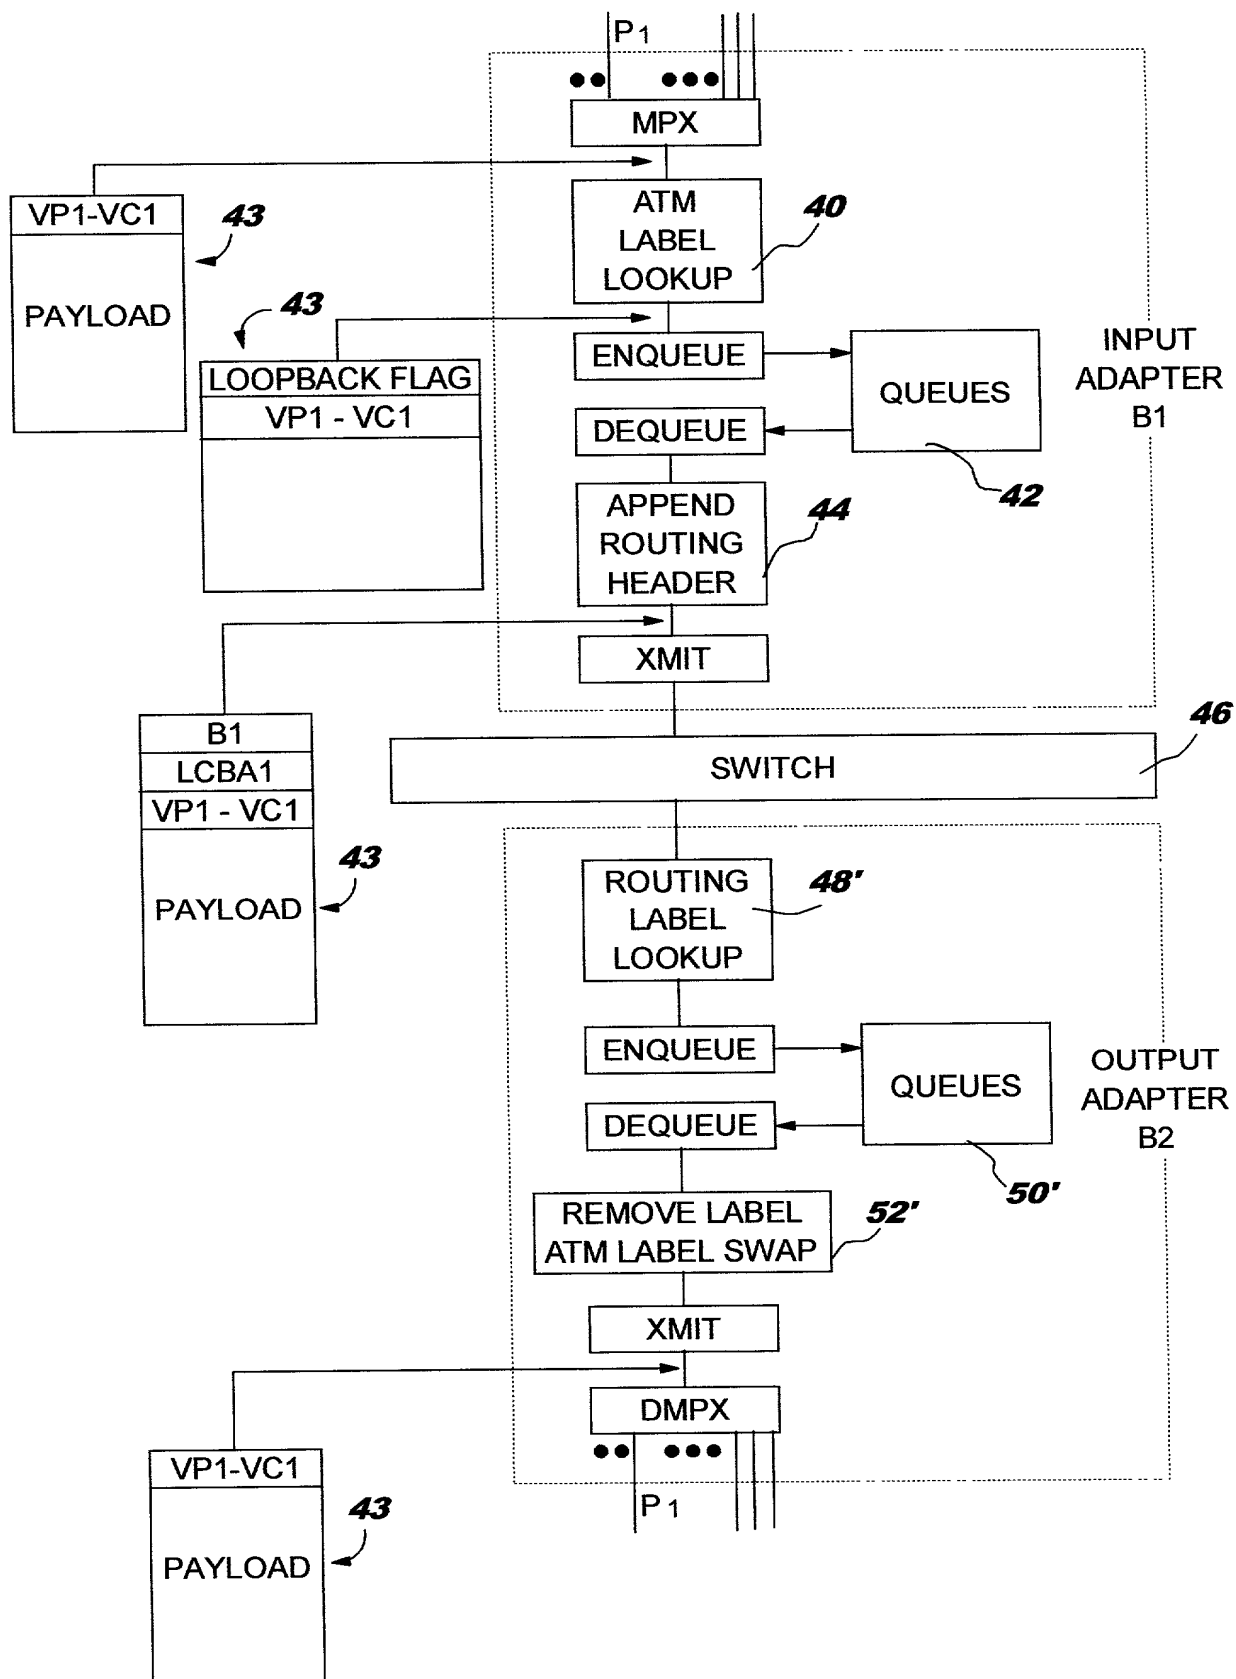 P1
MPX
VP1-VC1
PAYLOAD
43
ATM
LABEL
LOOKUP
40
43
LOOPBACK FLAG
VP1 - VC1
ENQUEUE
QUEUES
42
DEQUEUE
INPUT
ADAPTER
B1
APPEND
ROUTING
HEADER
44
XMIT
B1
LCBA1
VP1 - VC1
PAYLOAD
43
SWITCH
46
ROUTING
LABEL
LOOKUP
48'
ENQUEUE
QUEUES
50'
DEQUEUE
OUTPUT
ADAPTER
B2
REMOVE LABEL
ATM LABEL SWAP
52'
XMIT
DMPX
P1
VP1-VC1
PAYLOAD
43